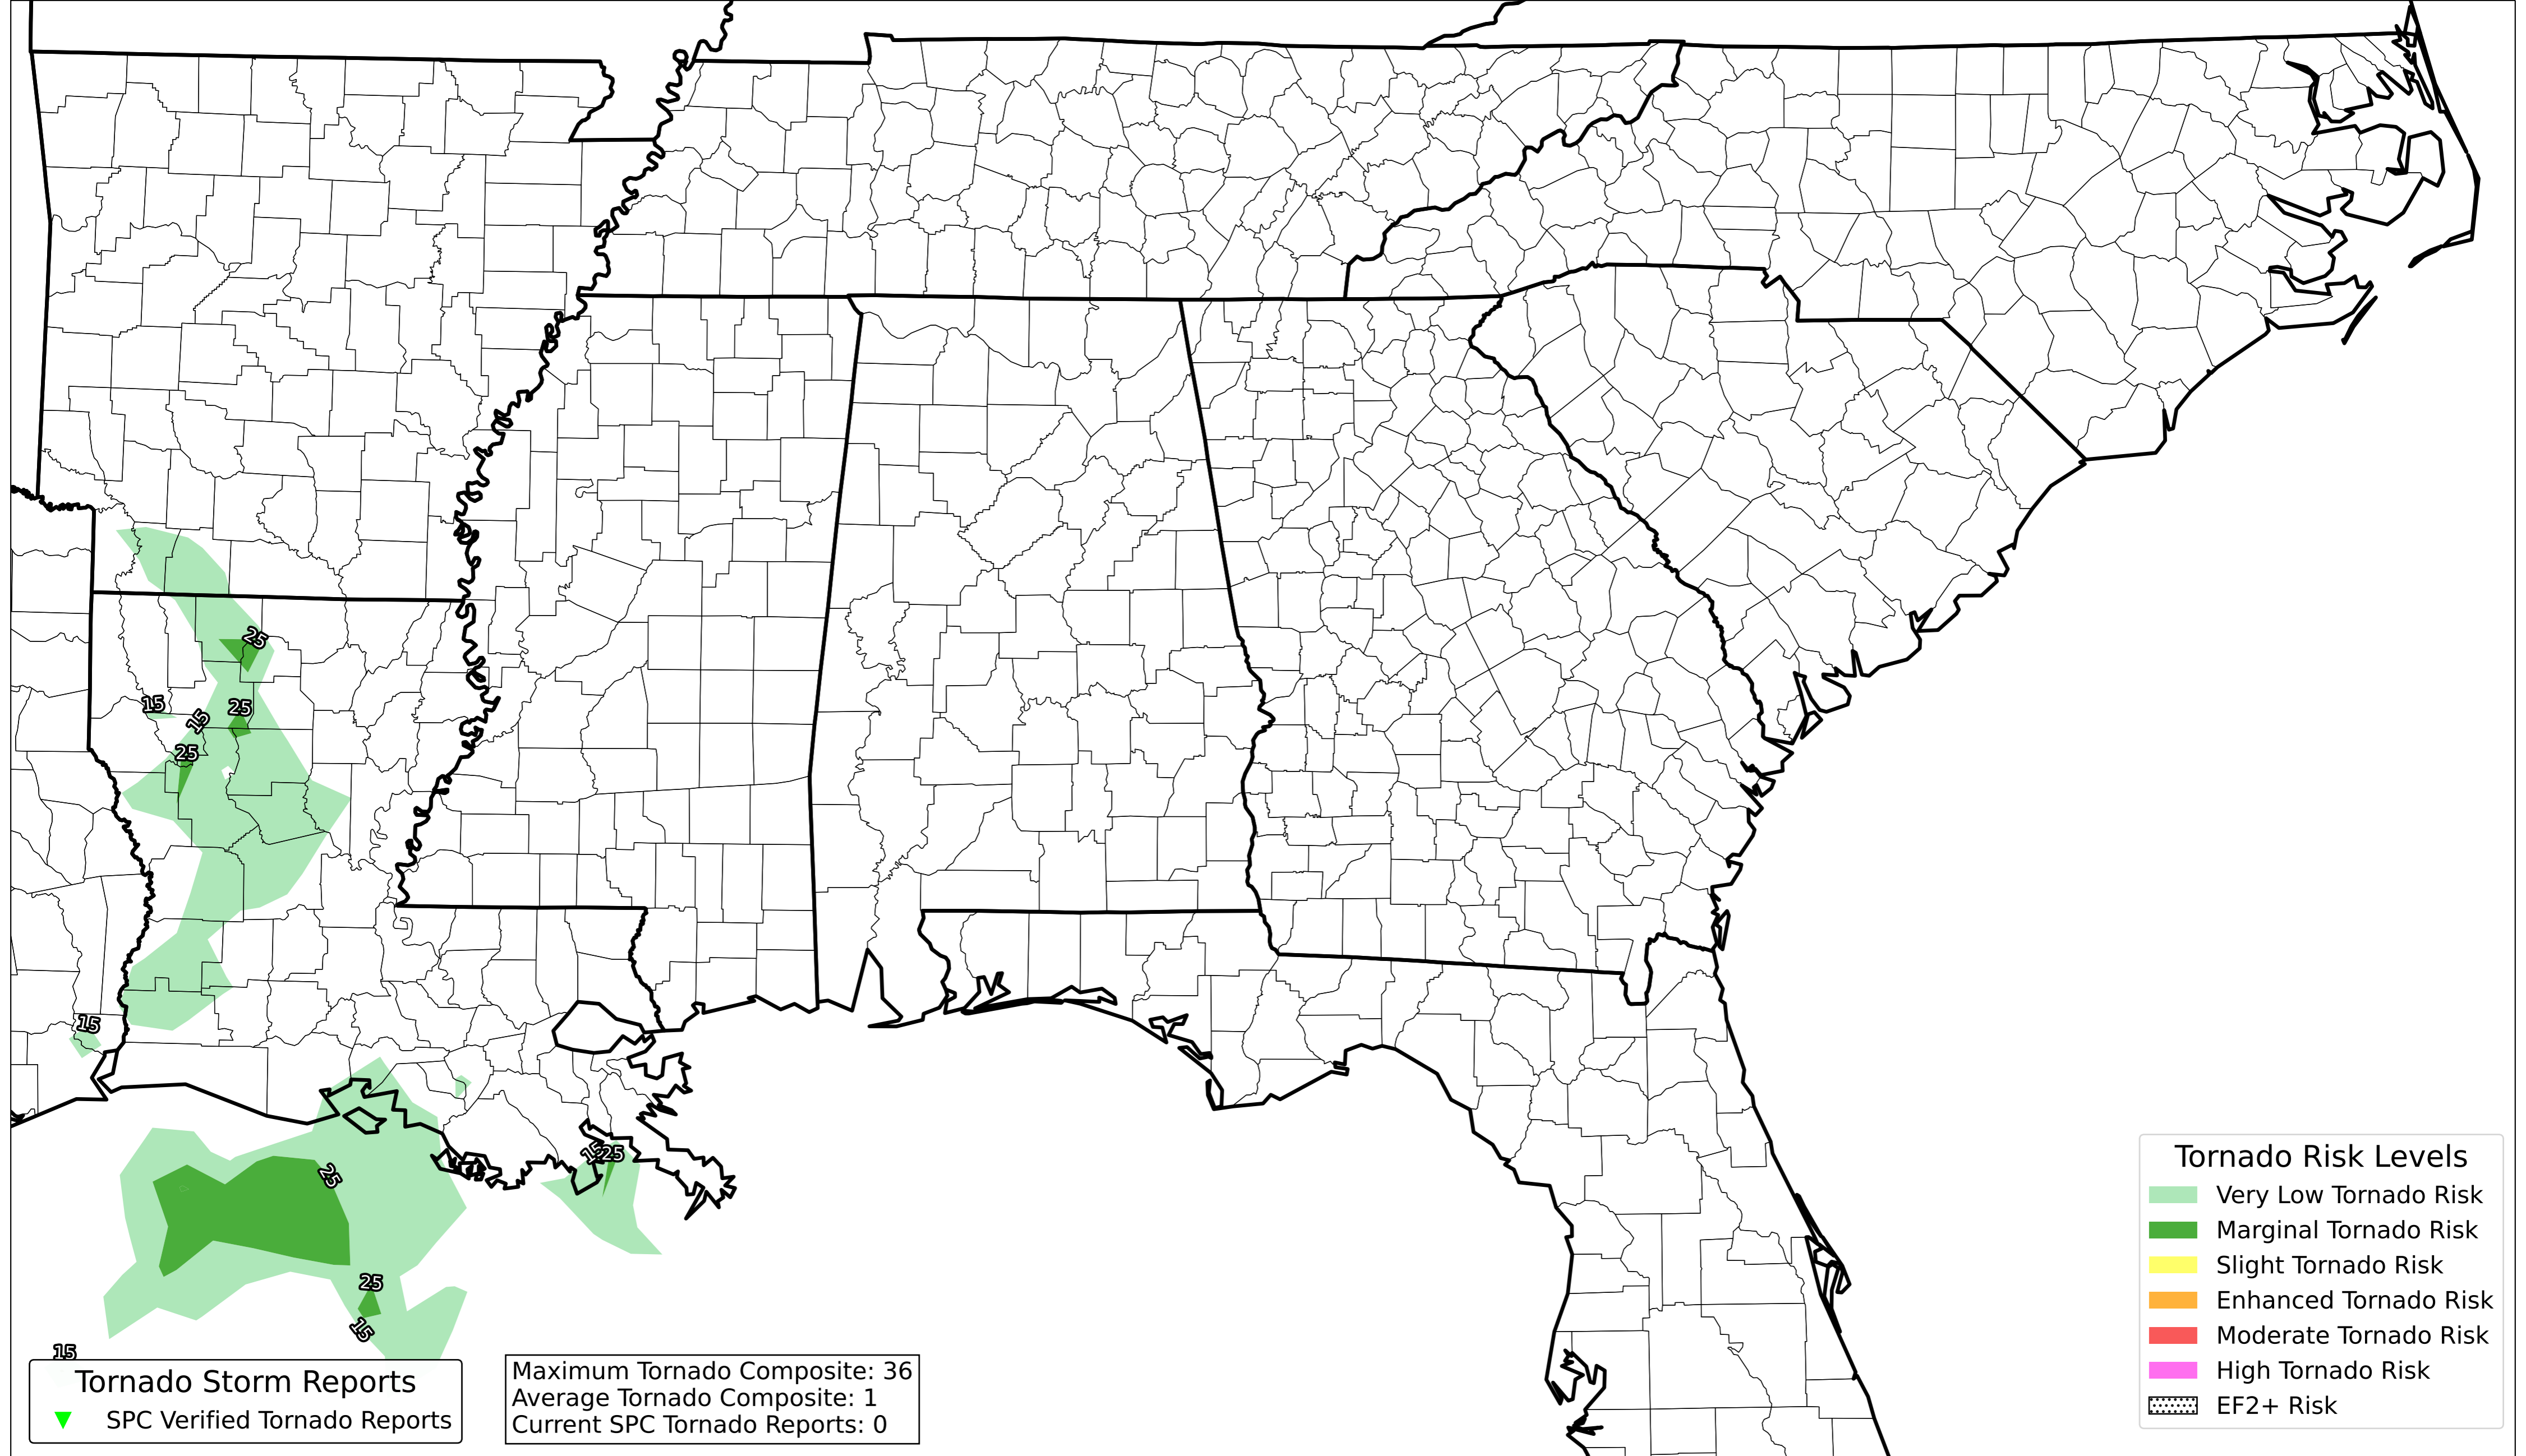 25
15
15
25
25
15
15
25
25
25
15
15
Tornado Storm Reports
SPC Verified Tornado Reports
Maximum Tornado Composite: 36
Average Tornado Composite: 1
Current SPC Tornado Reports: 0
Tornado Risk Levels
Very Low Tornado Risk
Marginal Tornado Risk
Slight Tornado Risk
Enhanced Tornado Risk
Moderate Tornado Risk
High Tornado Risk
EF2+ Risk